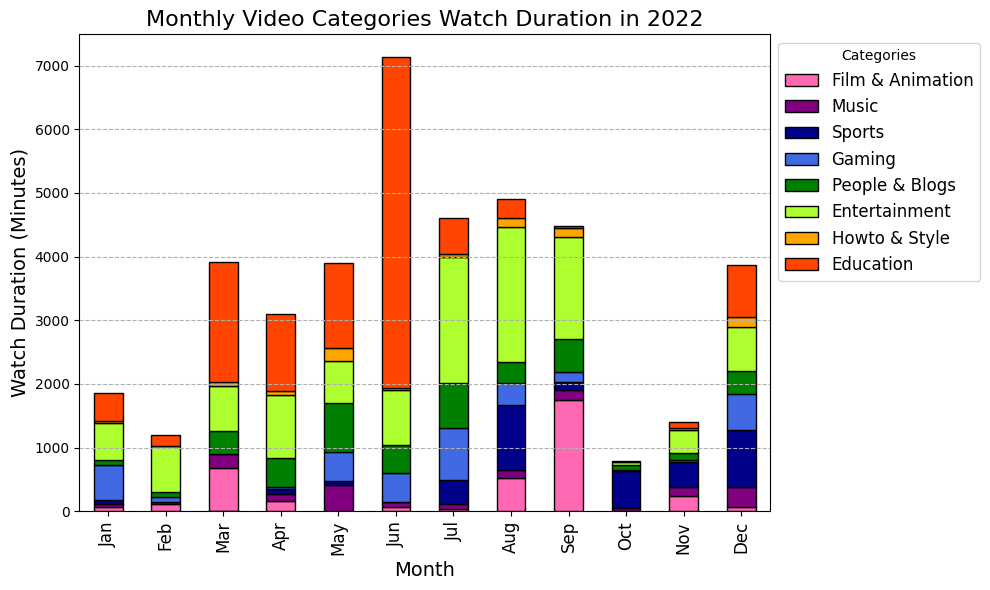 Monthly Video Categories Watch Duration in 2022
Watch Duration (Minutes)
7000
6000
5000
4000
3000
2000
1000
0
Jan
Feb
Mar
Apr
May
Jun
Jul
Aug
Sep
Oct
Nov
Dec
Month
Categories
Film & Animation
Music
Sports
Gaming
People & Blogs
Entertainment
Howto & Style
Education